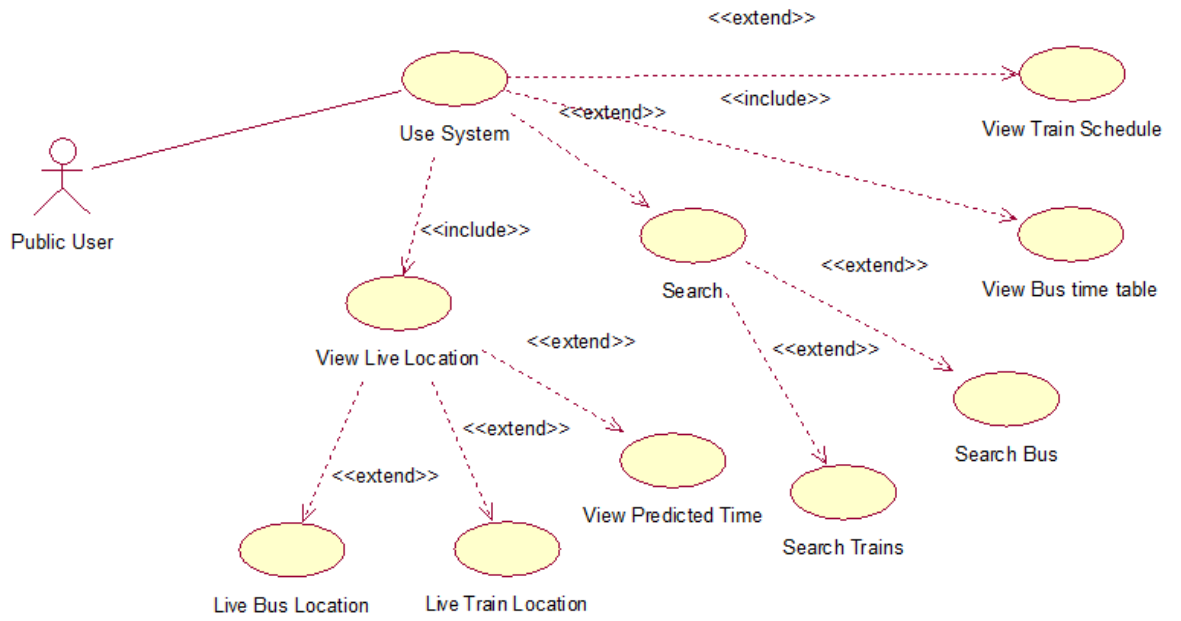 <<extend>>
<<include>>
<<extend>>
Use System
View Train Schedule
Public User
<<include>>
<<extend>>
Search
View Bus time table
<<extend>>
<<extend>>
View Live Location
<<extend>>
Search Bus
<<extend>>
View Predicted Time
Search Trains
Live Bus Location
Live Train Location